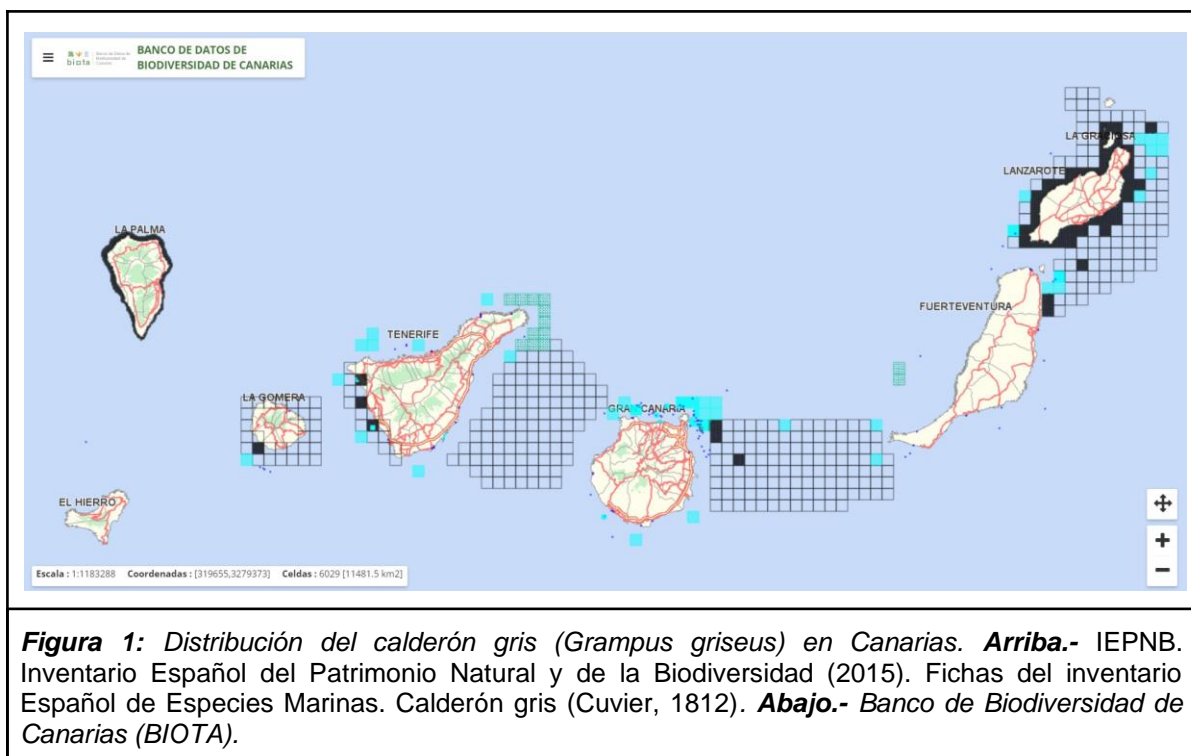 biota
BANCO DE DATOS DE
BIODIVERSIDAD DE CANARIAS
LA GRACIOSA
LANZAROTE
LA PALMA
FUERTEVENTURA
TENERIFE
LA GOMERA
GRAN CANARIA
EL HIERRO
Escala : 1:1183288 Coordenadas : [319655,3279373] Celdas : 6029 [11481.5 km2]
Figura 1: Distribución del calderón gris (Grampus griseus) en Canarias. Arriba.- IEPNB.
Inventario Español del Patrimonio Natural y de la Biodiversidad (2015). Fichas del inventario
Español de Especies Marinas. Calderón gris (Cuvier, 1812). Abajo.- Banco de Biodiversidad de
Canarias (BIOTA).